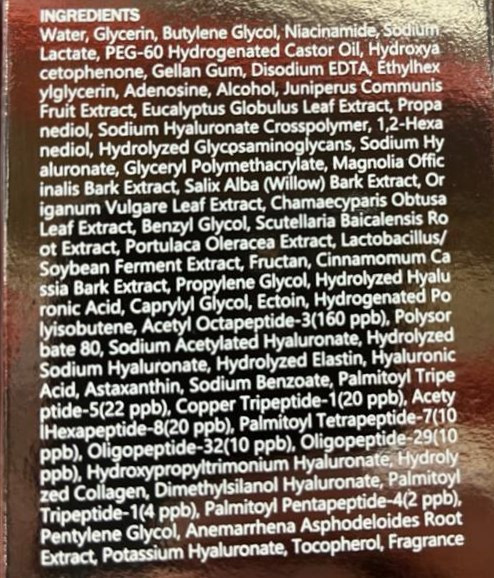 INGREDIENTS
Water, Glycerin, Butylene Glycol, Niacinamide, Sodium
Lactate, PEG-60 Hydrogenated Castor Oil, Hydroxya
cetophenone, Gellan Gum, Disodium EDTA, Ethylhex
ylglycerin, Adenosine, Alcohol, Juniperus Communis
Fruit Extract, Eucalyptus Globulus Leaf Extract, Propa
nediol, Sodium Hyaluronate Crosspolymer, 1,2-Hexa
nediol, Hydrolyzed Glycosaminoglycans, Sodium Hy
aluronate, Glyceryl Polymethacrylate, Magnolia Offic
inalis Bark Extract, Salix Alba (Willow) Bark Extract, Or
iganum Vulgare Leaf Extract, Chamaecyparis Obtusa
Leaf Extract, Benzyl Glycol, Scutellaria Baicalensis Ro
ot Extract, Portulaca Oleracea Extract, Lactobacillus/
Soybean Ferment Extract, Fructan, Cinnamomum Ca
ssia Bark Extract, Propylene Glycol, Hydrolyzed Hyalu
ronic Acid, Caprylyl Glycol, Ectoin, Hydrogenated Po
lyisobutene, Acetyl Octapeptide-3(160 ppb), Polysor
bate 80, Sodium Acetylated Hyaluronate, Hydrolyzed
Sodium Hyaluronate, Hydrolyzed Elastin, Hyaluronic
Acid, Astaxanthin, Sodium Benzoate, Palmitoyl Tripe
ptide-5(22 ppb), Copper Tripeptide-1(20 ppb), Acety
lHexapeptide-8(20 ppb), Palmitoyl Tetrapeptide-7(10
ppb), Oligopeptide-32(10 ppb), Oligopeptide-29(10
ppb), Hydroxypropyltrimonium Hyaluronate, Hydroly
zed Collagen, Dimethylsilanol Hyaluronate, Palmitoyl
Tripeptide-1(4 ppb), Palmitoyl Pentapeptide-4(2 ppb),
Pentylene Glycol, Anemarrhena Asphodeloides Root
Extract, Potassium Hyaluronate, Tocopherol, Fragrance